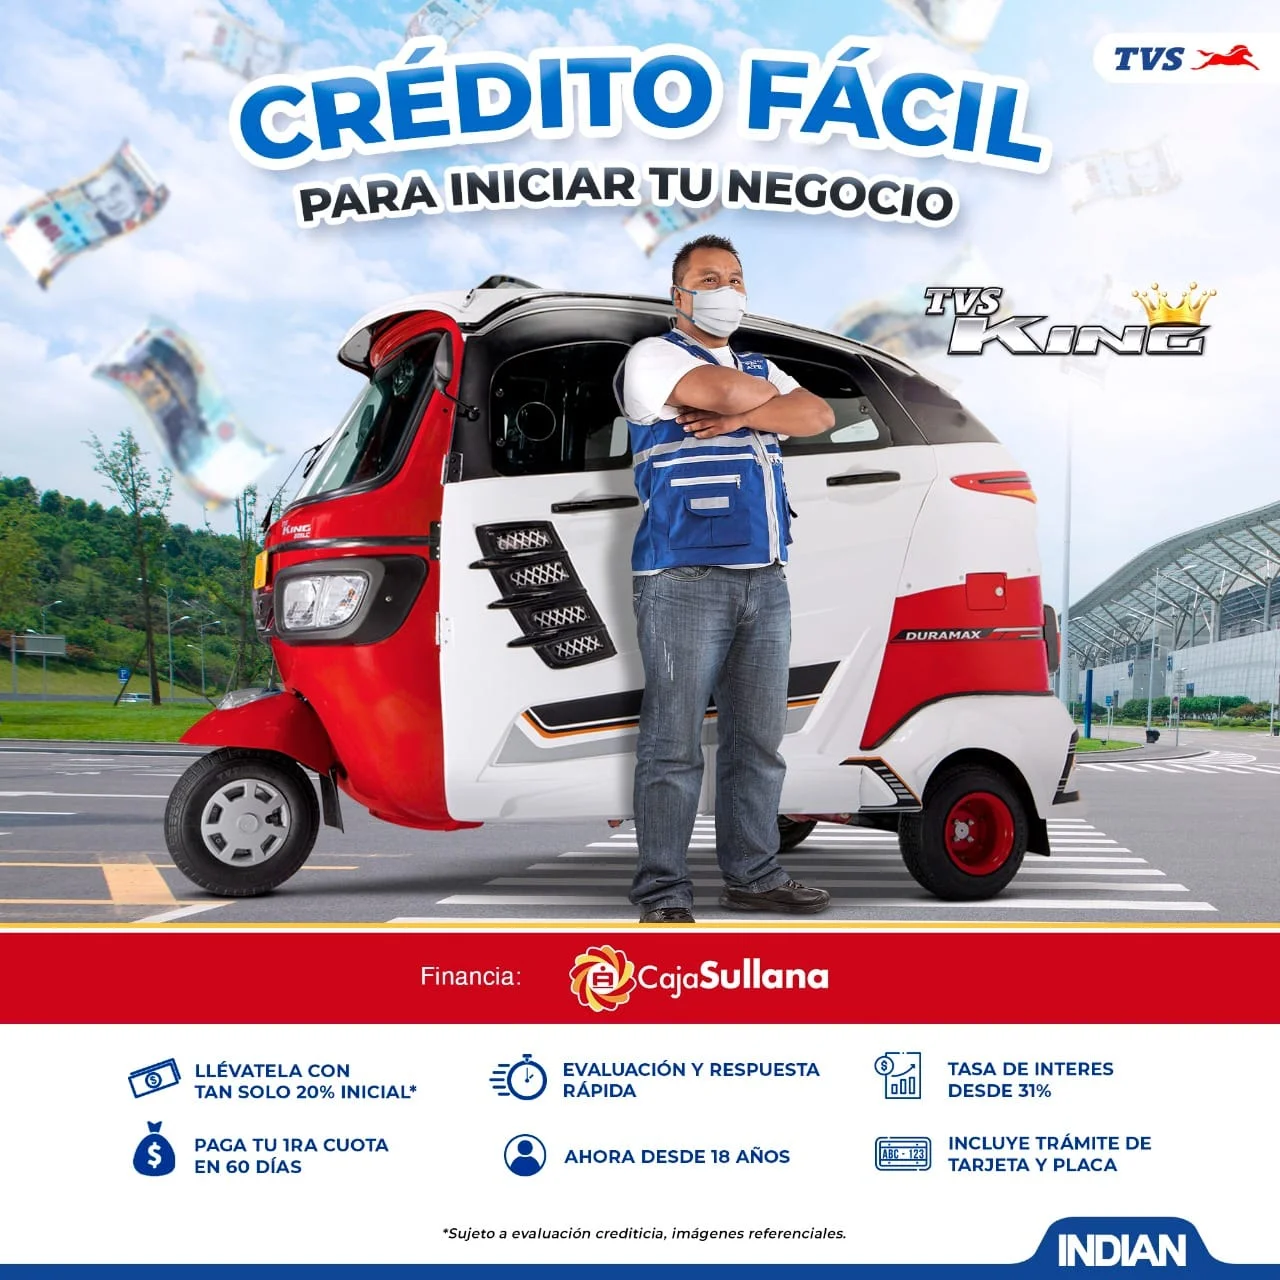 TVS
CRÉDITO FÁCIL
PARA INICIAR TU NEGOCIO
TVS
KING
KING
DURAMAX
Financia:
CajaSullana
LLÉVATELA CON
TAN SOLO 20% INICIAL*
EVALUACIÓN Y RESPUESTA
RÁPIDA
TASA DE INTERES
DESDE 31%
PAGA TU 1RA CUOTA
EN 60 DÍAS
AHORA DESDE 18 AÑOS
ABC - 123
INCLUYE TRÁMITE DE
TARJETA Y PLACA
*Sujeto a evaluación crediticia, imágenes referenciales.
INDIAN